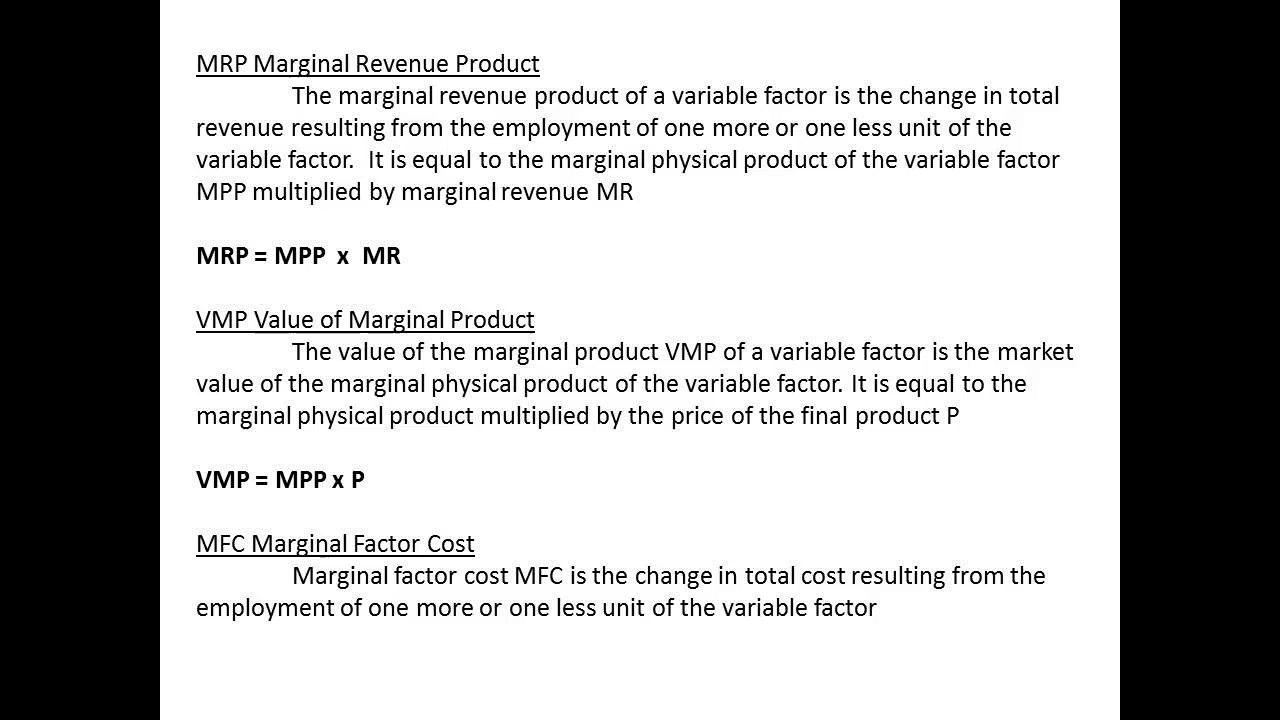 MRP Marginal Revenue Product
The marginal revenue product of a variable factor is the change in total
revenue resulting from the employment of one more or one less unit of the
variable factor.  It is equal to the marginal physical product of the variable factor
MPP multiplied by marginal revenue MR
MRP = MPP  x  MR
VMP Value of Marginal Product
The value of the marginal product VMP of a variable factor is the market
value of the marginal physical product of the variable factor. It is equal to the
marginal physical product multiplied by the price of the final product P
VMP = MPP x P
MFC Marginal Factor Cost
Marginal factor cost MFC is the change in total cost resulting from the
employment of one more or one less unit of the variable factor